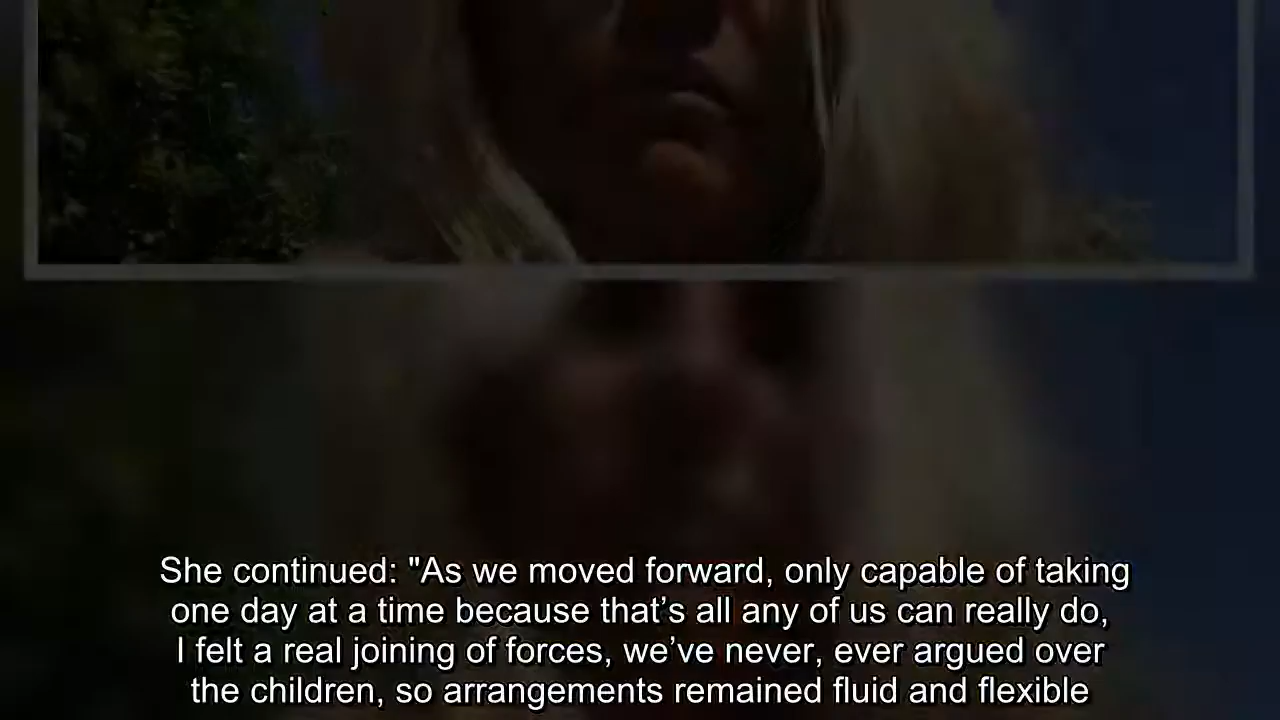 She continued: "As we moved forward, only capable of taking
one day at a time because that’s all any of us can really do,
I felt a real joining of forces, we’ve never, ever argued over
the children, so arrangements remained fluid and flexible